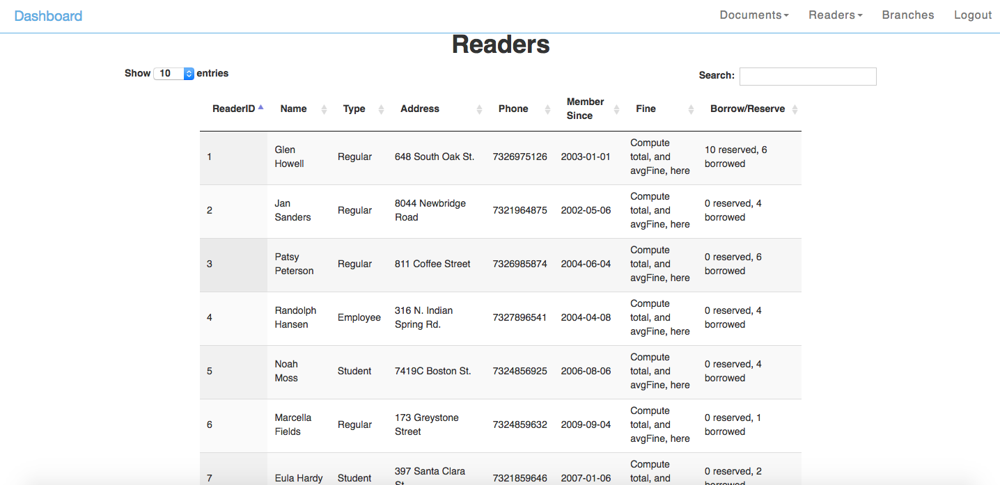 Dashboard Documents Readers Branches Logout
Readers
Show 10 entries Search:
ReaderID Name Type Address Phone Member Since Fine Borrow/Reserve
1 Glen Howell Regular 648 South Oak St. 7326975126 2003-01-01 Compute total, and avgFine, here 10 reserved, 6 borrowed
2 Jan Sanders Regular 8044 Newbridge Road 7321964875 2002-05-06 Compute total, and avgFine, here 0 reserved, 4 borrowed
3 Patsy Peterson Regular 811 Coffee Street 7326985874 2004-06-04 Compute total, and avgFine, here 0 reserved, 6 borrowed
4 Randolph Hansen Employee 316 N. Indian Spring Rd. 7327896541 2004-04-08 Compute total, and avgFine, here 0 reserved, 4 borrowed
5 Noah Moss Student 7419C Boston St. 7324856925 2006-08-06 Compute total, and avgFine, here 0 reserved, 4 borrowed
6 Marcella Fields Regular 173 Greystone Street 7324859632 2009-09-04 Compute total, and avgFine, here 0 reserved, 1 borrowed
7 Eula Hardy Student 397 Santa Clara St. 7321859646 2007-01-06 Compute total, and 0 reserved, 2 borrowed